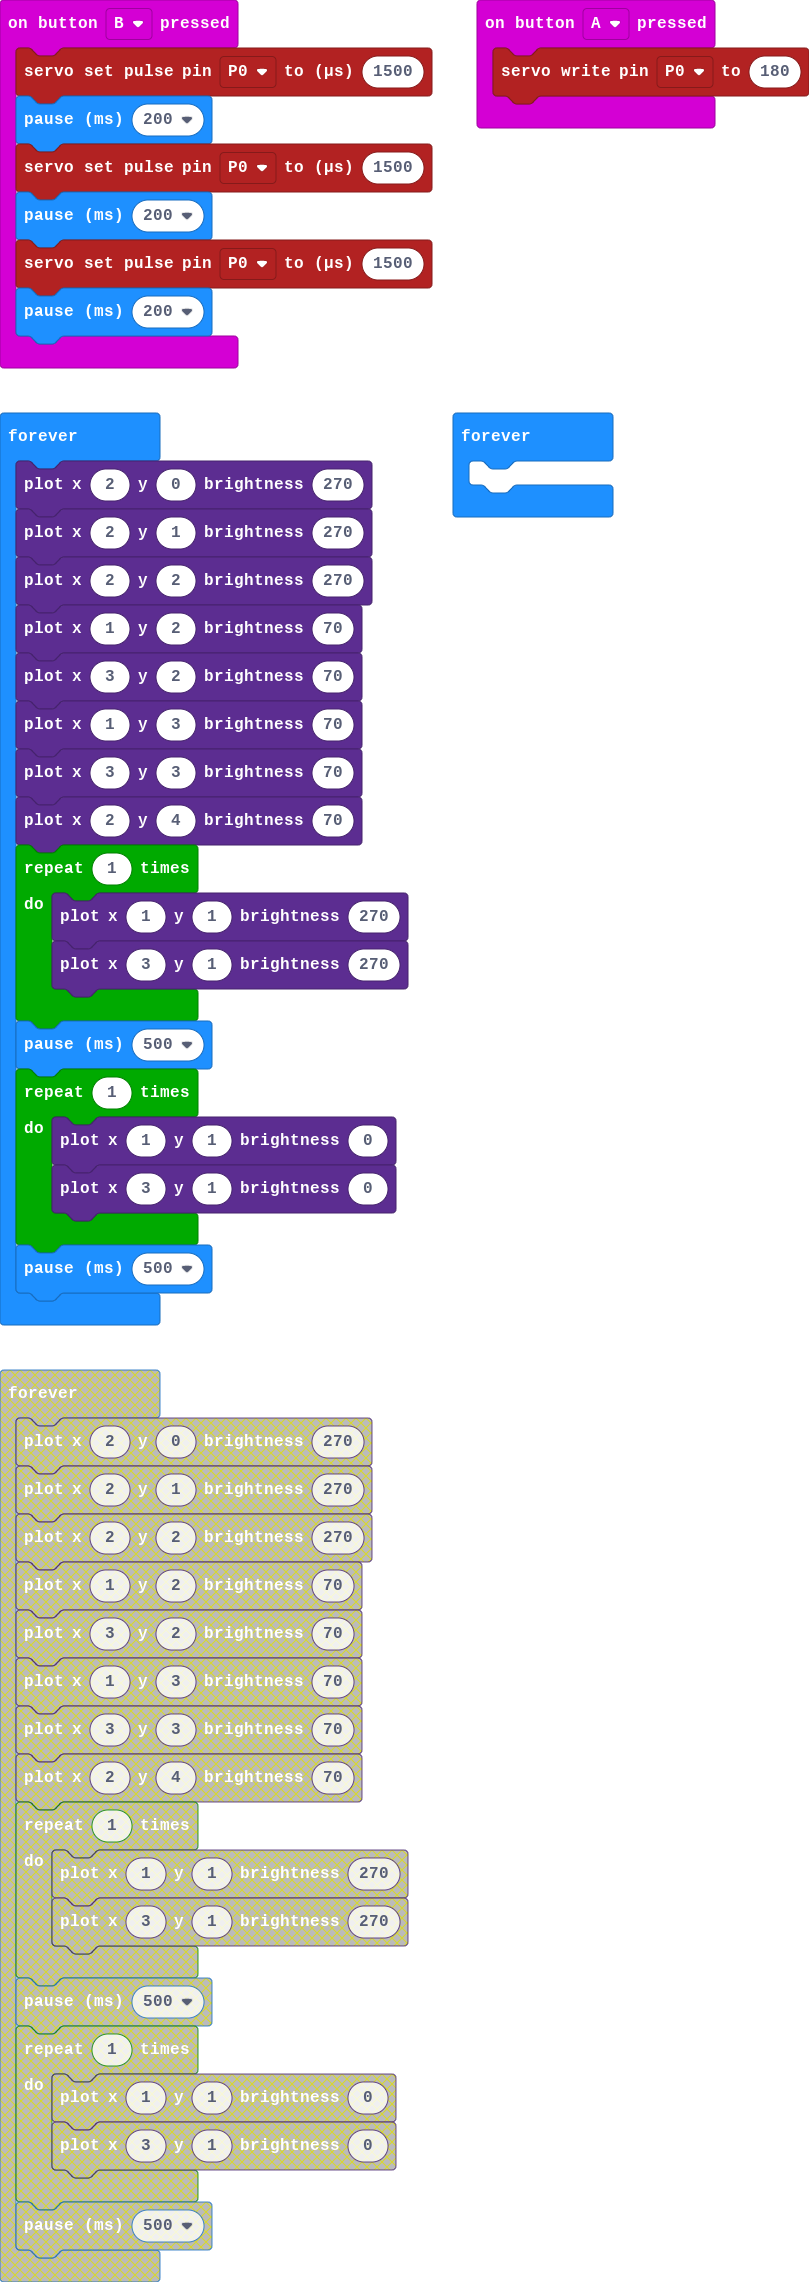 on button B pressed
servo set pulse pin P0 to (µs) 1500
pause (ms) 200
servo set pulse pin P0 to (µs) 1500
pause (ms) 200
servo set pulse pin P0 to (µs) 1500
pause (ms) 200
on button A pressed
servo write pin P0 to 180
forever
plot x 2 y 0 brightness 270
plot x 2 y 1 brightness 270
plot x 2 y 2 brightness 270
plot x 1 y 2 brightness 70
plot x 3 y 2 brightness 70
plot x 1 y 3 brightness 70
plot x 3 y 3 brightness 70
plot x 2 y 4 brightness 70
repeat 1 times
do
plot x 1 y 1 brightness 270
plot x 3 y 1 brightness 270
pause (ms) 500
repeat 1 times
do
plot x 1 y 1 brightness 0
plot x 3 y 1 brightness 0
pause (ms) 500
forever
forever
plot x 2 y 0 brightness 270
plot x 2 y 1 brightness 270
plot x 2 y 2 brightness 270
plot x 1 y 2 brightness 70
plot x 3 y 2 brightness 70
plot x 1 y 3 brightness 70
plot x 3 y 3 brightness 70
plot x 2 y 4 brightness 70
repeat 1 times
do
plot x 1 y 1 brightness 270
plot x 3 y 1 brightness 270
pause (ms) 500
repeat 1 times
do
plot x 1 y 1 brightness 0
plot x 3 y 1 brightness 0
pause (ms) 500